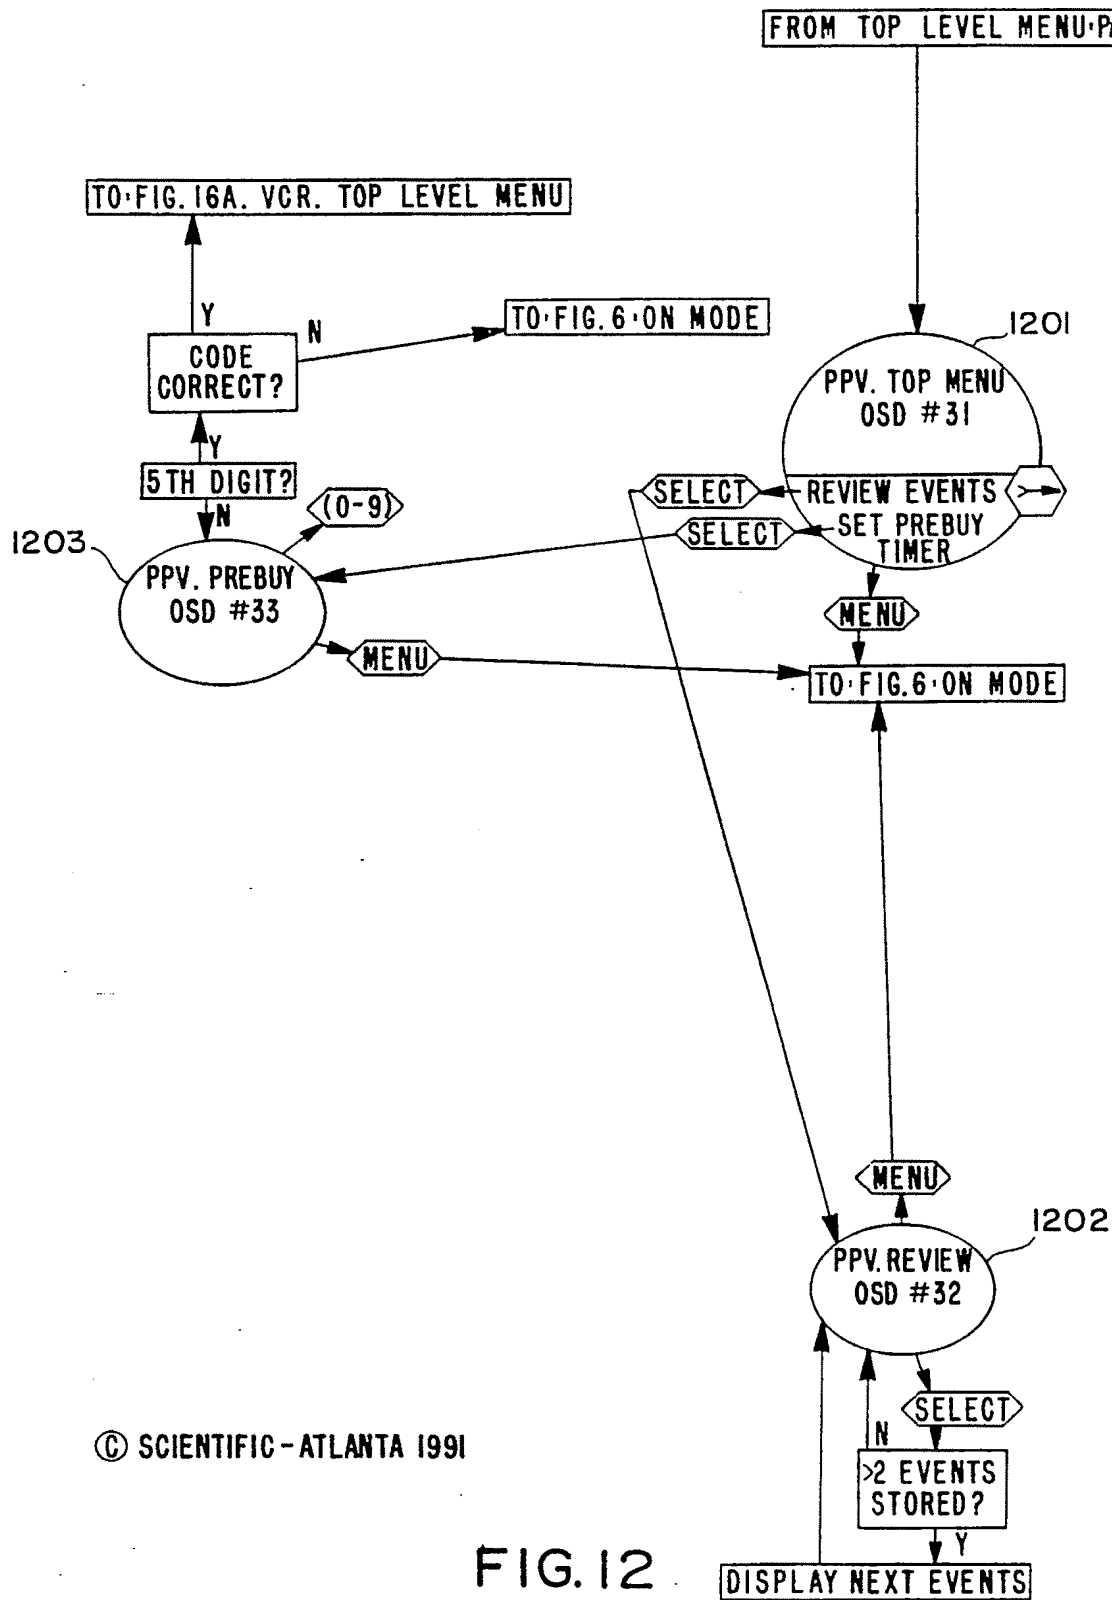 FROM TOP LEVEL MENU·
TO·FIG.16A. VCR. TOP LEVEL MENU
Y
N
TO·FIG.6·ON MODE
CODE
CORRECT?
1201
PPV. TOP MENU
OSD #31
Y
5TH DIGIT?
N
(0-9)
SELECT
REVIEW EVENTS
SELECT
SET PREBUY
TIMER
1203
PPV. PREBUY
OSD #33
MENU
MENU
TO·FIG.6·ON MODE
MENU
1202
PPV. REVIEW
OSD #32
SELECT
N
>2 EVENTS
STORED?
Y
DISPLAY NEXT EVENTS
© SCIENTIFIC-ATLANTA 1991
FIG. 12